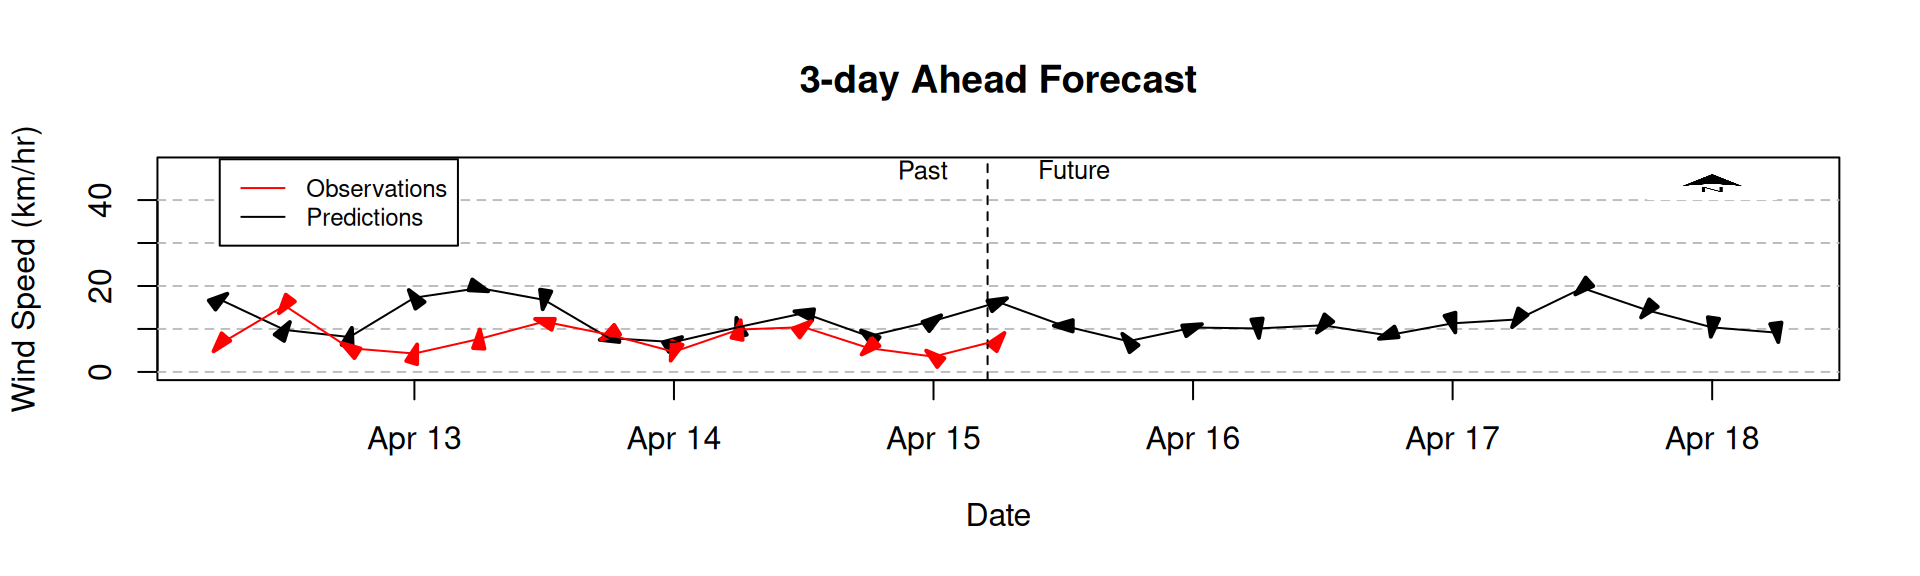 3-day Ahead Forecast
Past Future
N
Observations
Predictions
Wind Speed (km/hr)
40
20
0
Apr 13 Apr 14 Apr 15 Apr 16 Apr 17 Apr 18
Date